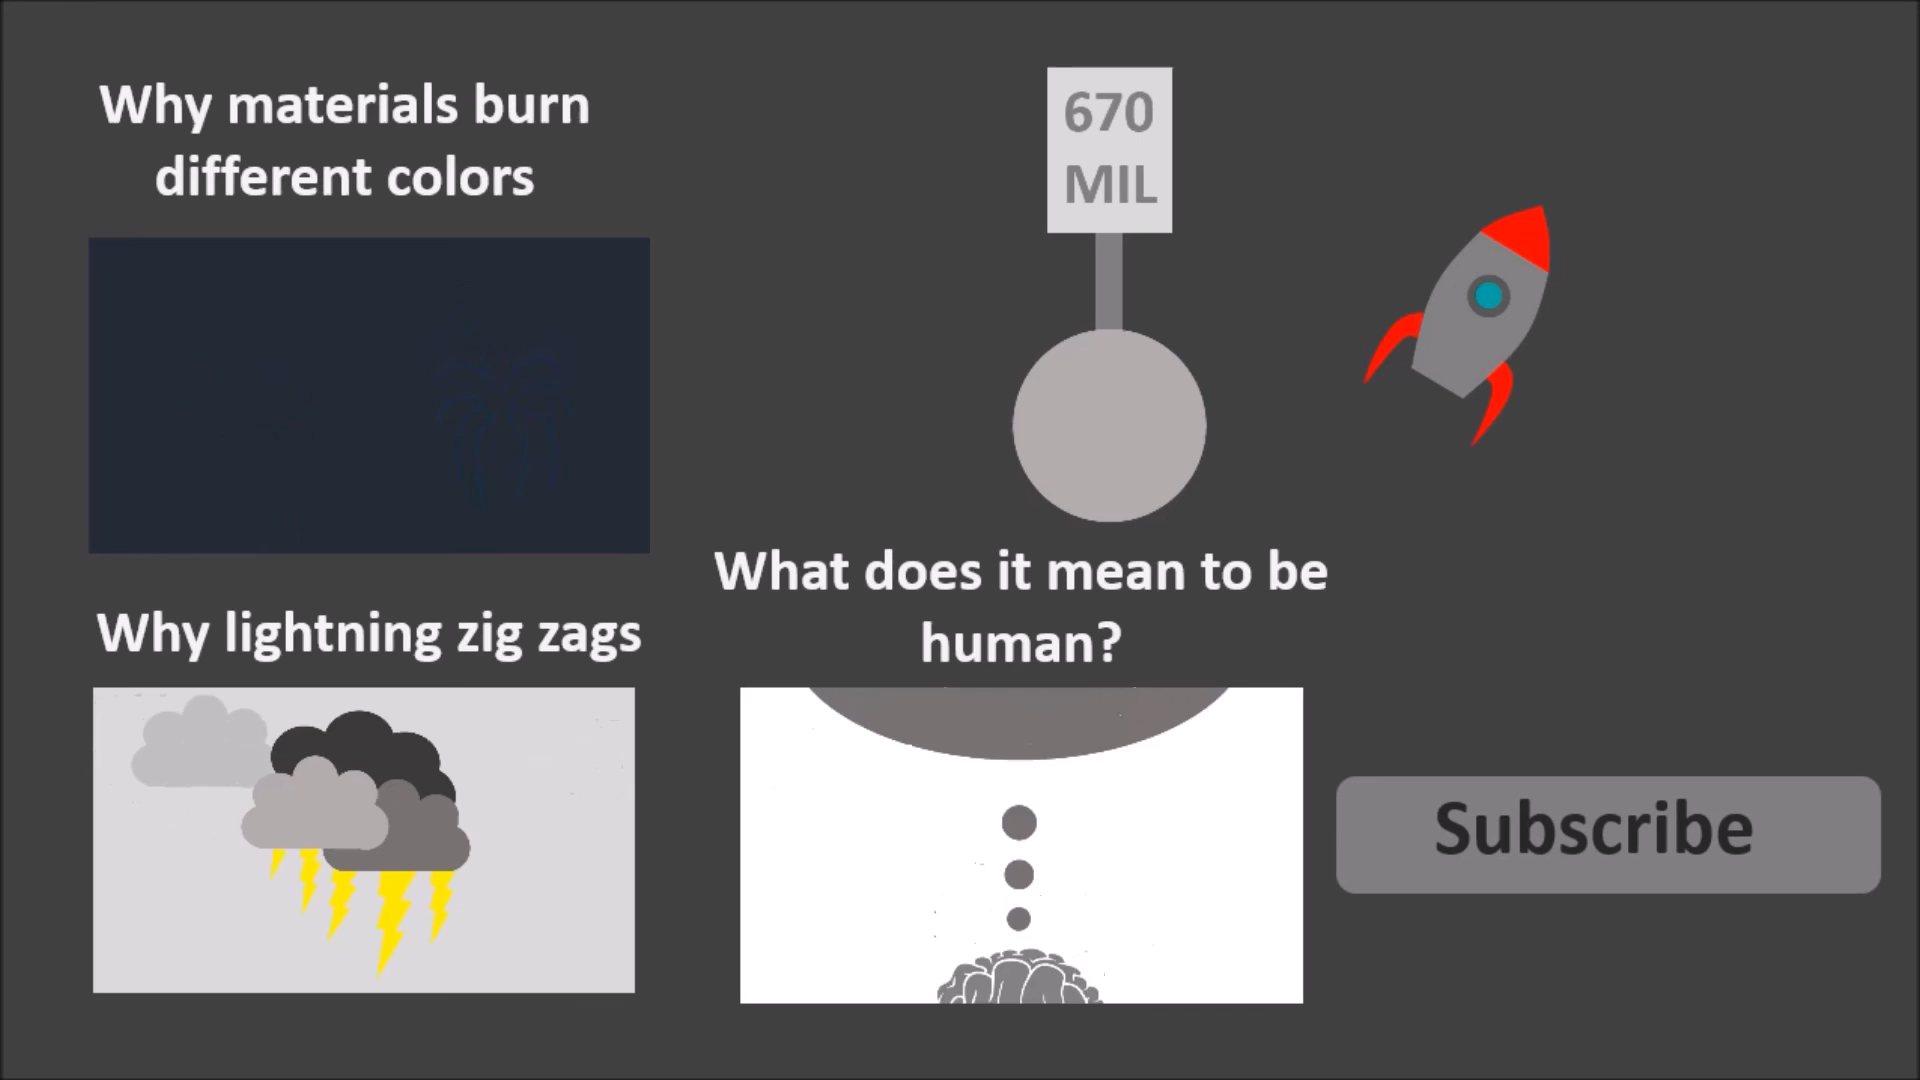 Why materials burn
different colors
670
MIL
Why lightning zig zags
What does it mean to be
human?
Subscribe